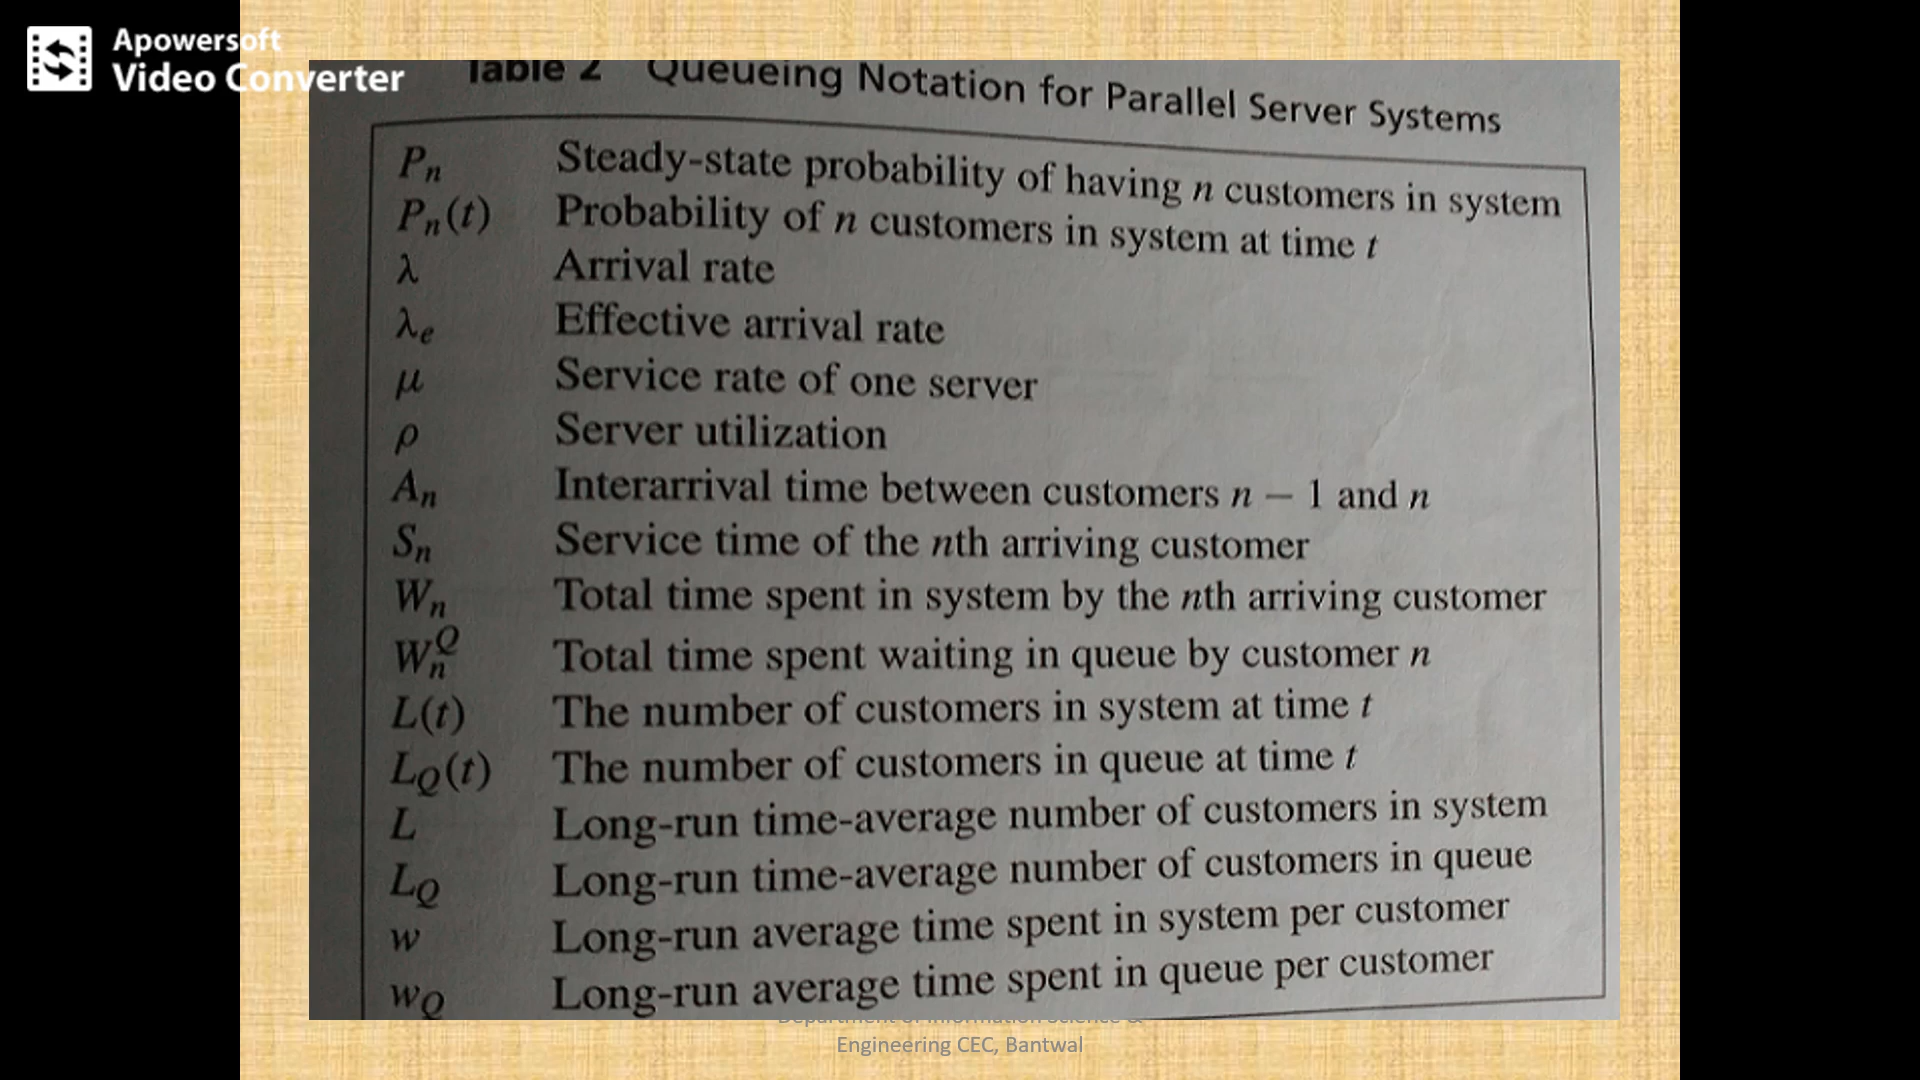 Apowersoft
Video Converter
Table 2 Queueing Notation for Parallel Server Systems
Pn Steady-state probability of having n customers in system
Pn(t) Probability of n customers in system at time t
λ Arrival rate
λe Effective arrival rate
μ Service rate of one server
ρ Server utilization
An Interarrival time between customers n − 1 and n
Sn Service time of the nth arriving customer
Wn Total time spent in system by the nth arriving customer
WnQ Total time spent waiting in queue by customer n
L(t) The number of customers in system at time t
LQ(t) The number of customers in queue at time t
L Long-run time-average number of customers in system
LQ Long-run time-average number of customers in queue
w Long-run average time spent in system per customer
wQ Long-run average time spent in queue per customer
Department of Information Science &
Engineering CEC, Bantwal